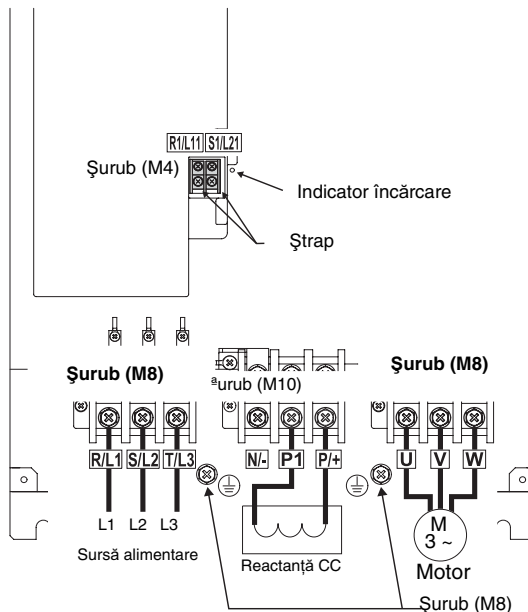 R1/L11 S1/L21
Şurub (M4)
Indicator încărcare
Ştrap
Şurub (M8)
ªurub (M10)
Şurub (M8)
R/L1 S/L2 T/L3
N/- P1 P/+
U V W
L1 L2 L3
Sursă alimentare
Reactanţă CC
M
3 ~
Motor
Şurub (M8)